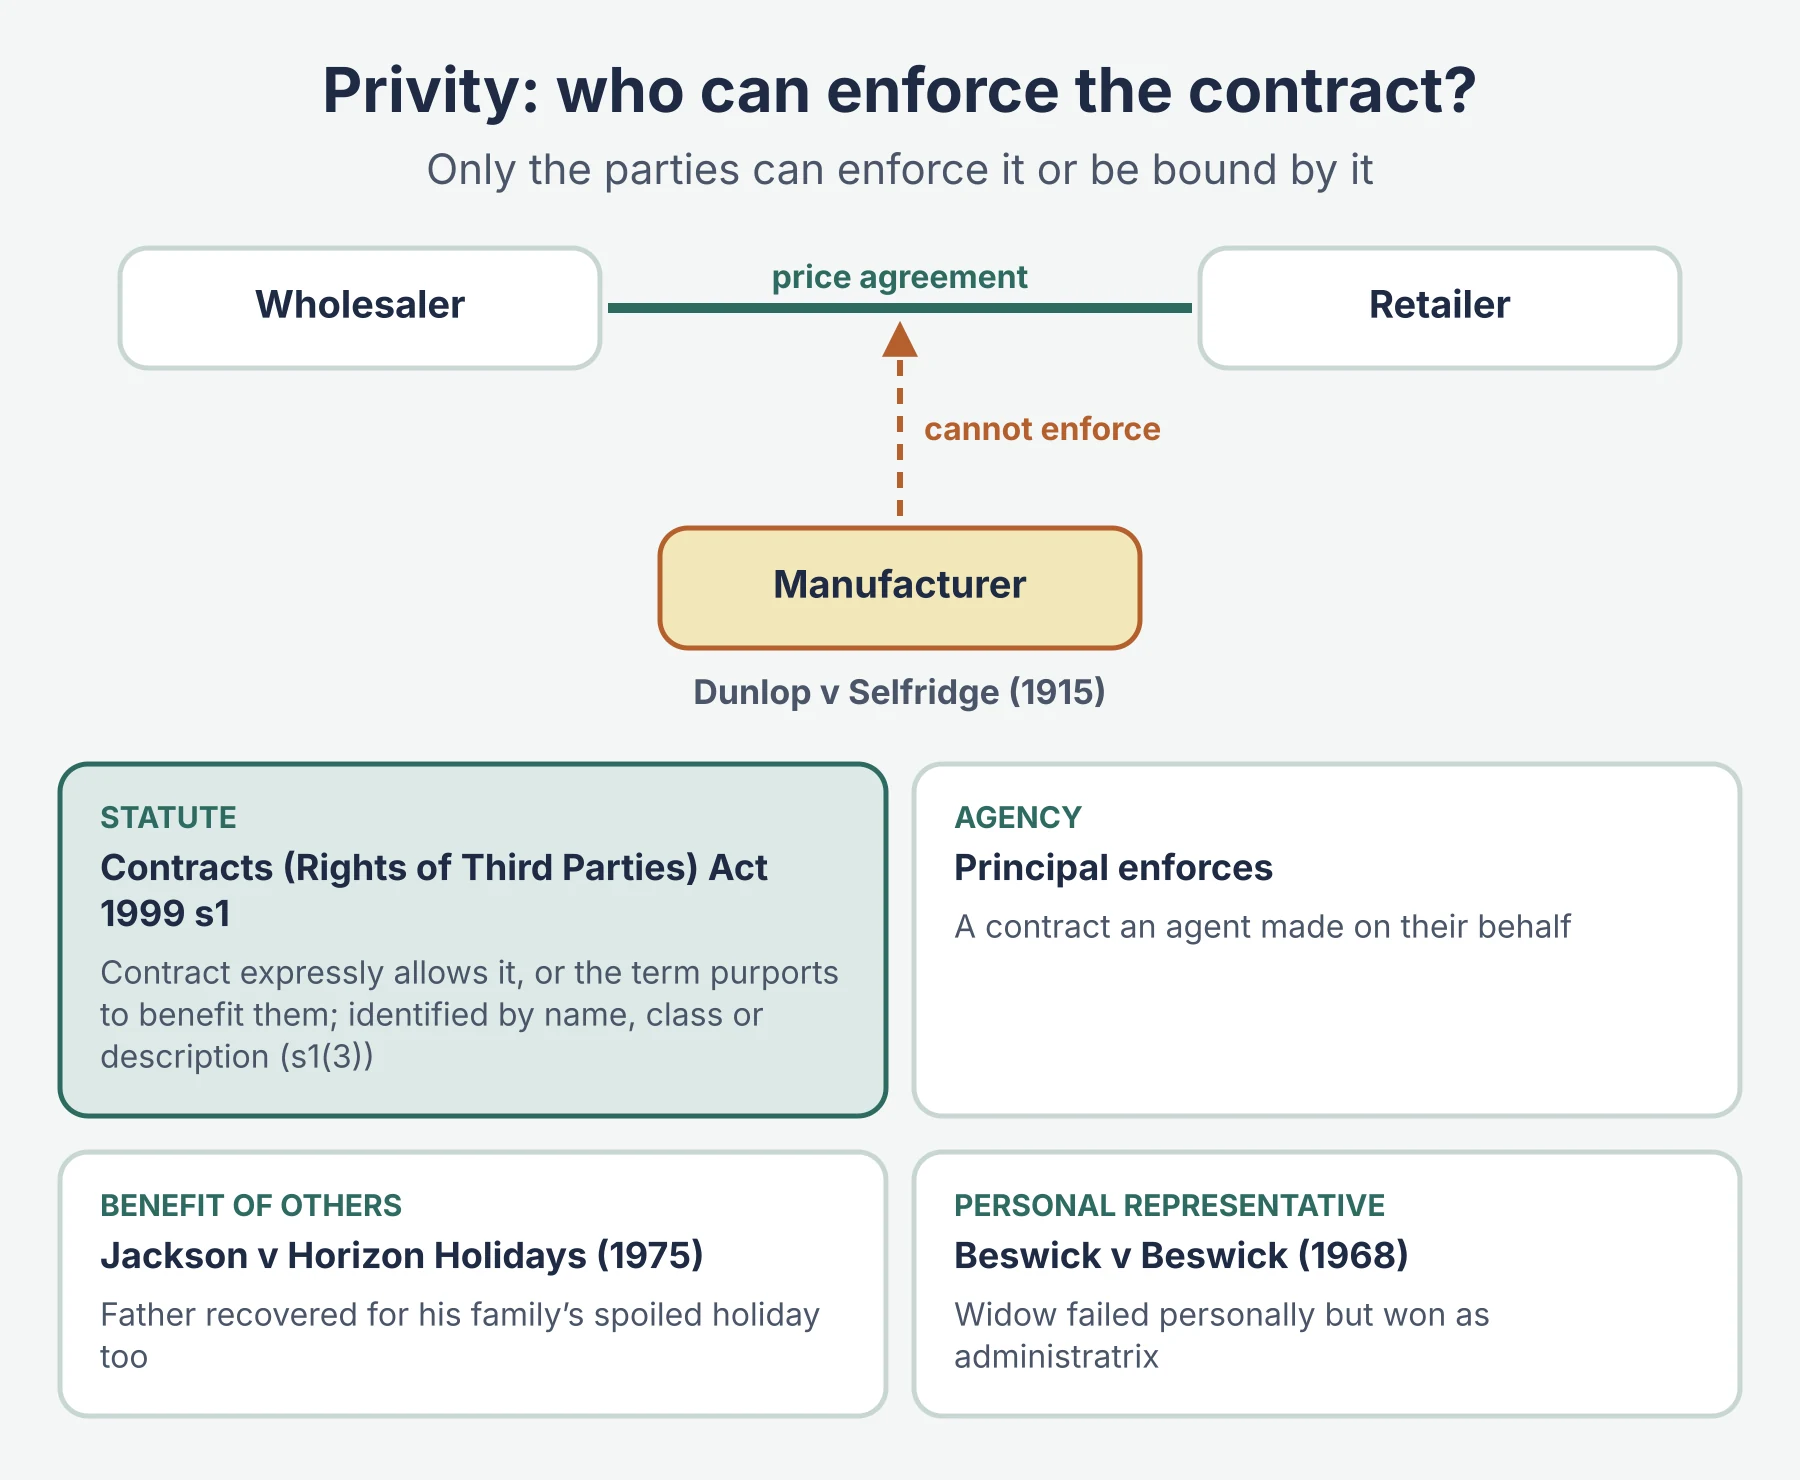 Privity: who can enforce the contract?
Only the parties can enforce it or be bound by it
Wholesaler
price agreement
Retailer
cannot enforce
Manufacturer
Dunlop v Selfridge (1915)
STATUTE
Contracts (Rights of Third Parties) Act
1999 s1
Contract expressly allows it, or the term purports
to benefit them; identified by name, class or
description (s1(3))
AGENCY
Principal enforces
A contract an agent made on their behalf
BENEFIT OF OTHERS
Jackson v Horizon Holidays (1975)
Father recovered for his family’s spoiled holiday
too
PERSONAL REPRESENTATIVE
Beswick v Beswick (1968)
Widow failed personally but won as
administratrix